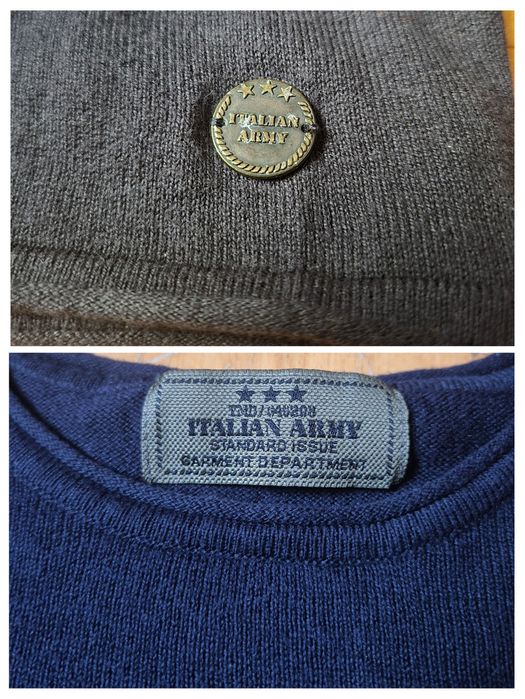 ITALIAN
ARMY
ITALIAN ARMY
STANDARD ISSUE
GARMENT DEPARTMENT